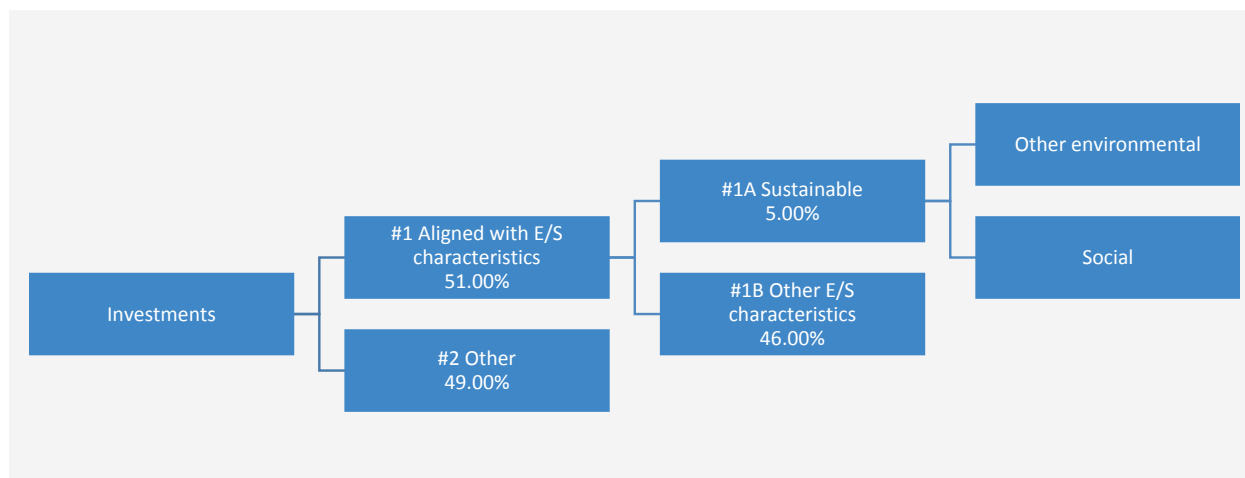 Investments
#1 Aligned with E/S
characteristics
51.00%
#2 Other
49.00%
#1A Sustainable
5.00%
#1B Other E/S
characteristics
46.00%
Other environmental
Social